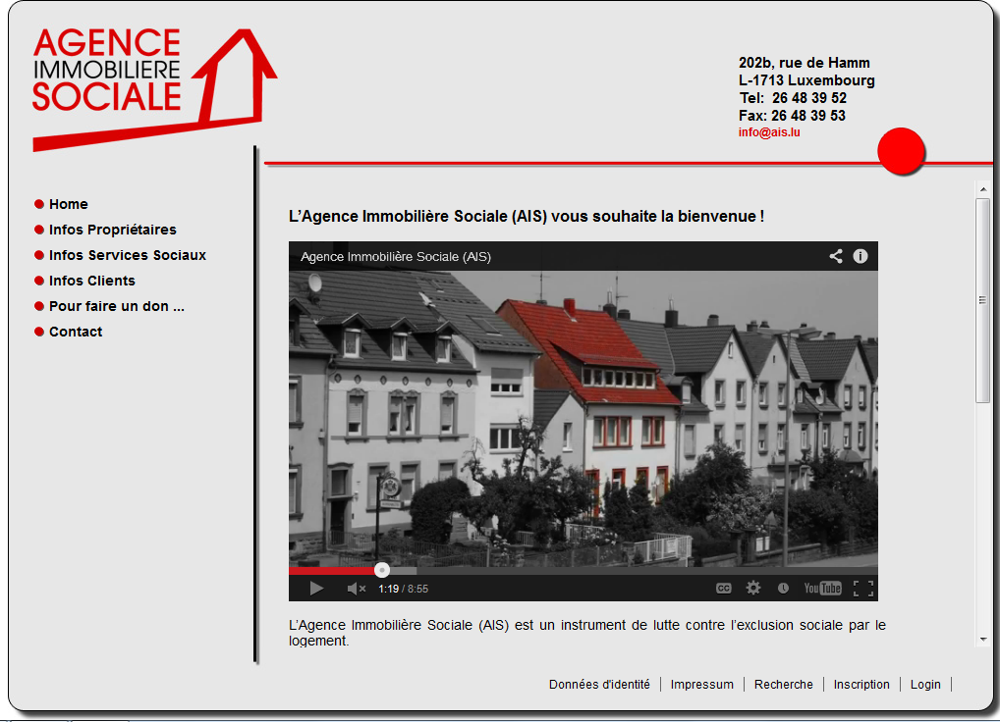 AGENCE
IMMOBILIERE
SOCIALE
202b, rue de Hamm
L-1713 Luxembourg
Tel: 26 48 39 52
Fax: 26 48 39 53
info@ais.lu
Home
Infos Propriétaires
Infos Services Sociaux
Infos Clients
Pour faire un don ...
Contact
L'Agence Immobilière Sociale (AIS) vous souhaite la bienvenue !
Agence Immobilière Sociale (AIS)
1:19 / 8:55
CC
YouTube
L'Agence Immobilière Sociale (AIS) est un instrument de lutte contre l'exclusion sociale par le
logement.
Données d'identité | Impressum | Recherche | Inscription | Login |